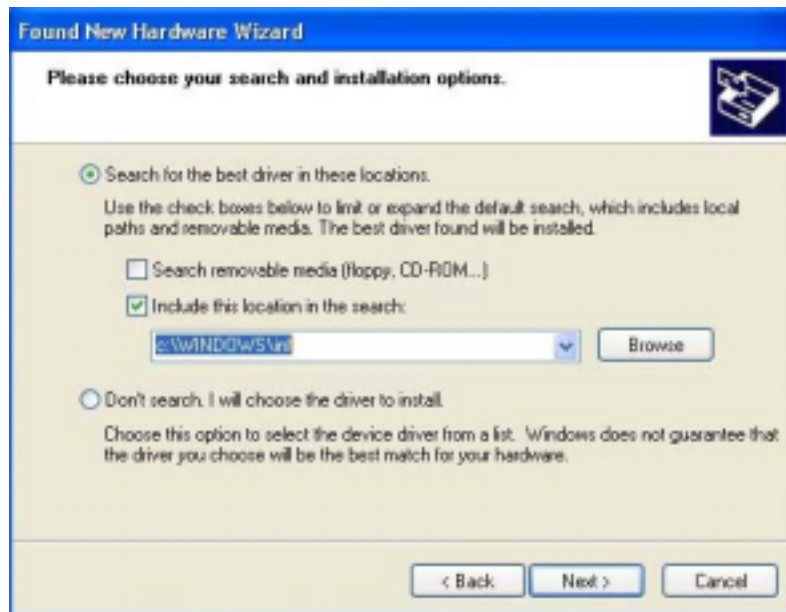 Found New Hardware Wizard
Please choose your search and installation options.
Search for the best driver in these locations.
Use the check boxes below to limit or expand the default search, which includes local
paths and removable media. The best driver found will be installed.
Search removable media (floppy, CD-ROM...)
Include this location in the search:
c:\WINDOWS\inf
Browse
Don't search. I will choose the driver to install.
Choose this option to select the device driver from a list. Windows does not guarantee that
the driver you choose will be the best match for your hardware.
< Back
Next >
Cancel